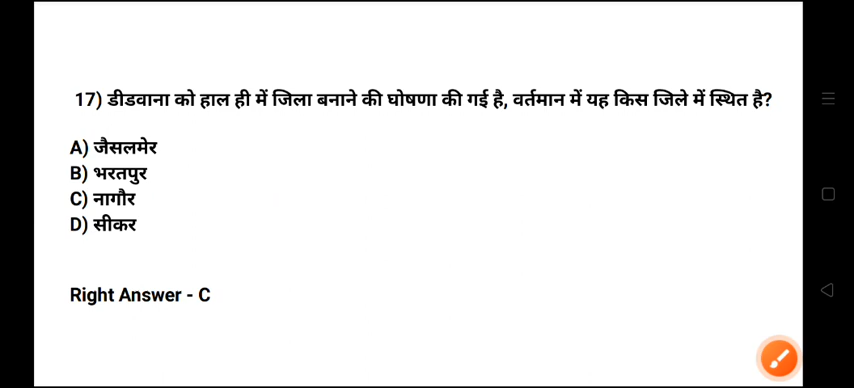 17) डीडवाना को हाल ही में जिला बनाने की घोषणा की गई है, वर्तमान में यह किस जिले में स्थित है?
A) जैसलमेर
B) भरतपुर
C) नागौर
D) सीकर
Right Answer - C